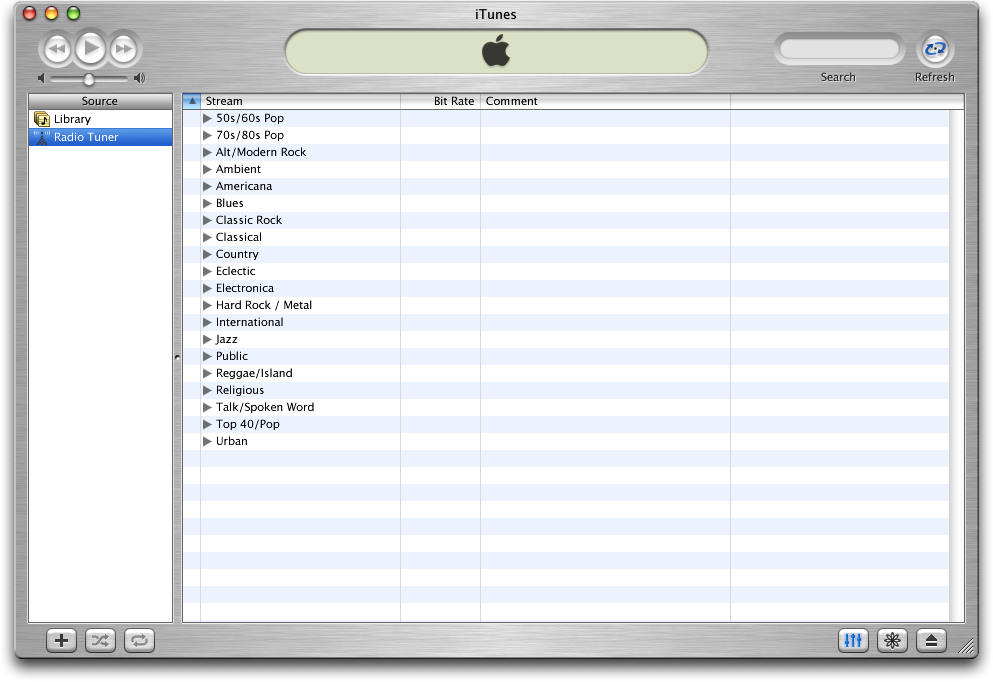 iTunes
Search
Refresh
Source
Library
Radio Tuner
Stream Bit Rate Comment
50s/60s Pop
70s/80s Pop
Alt/Modern Rock
Ambient
Americana
Blues
Classic Rock
Classical
Country
Eclectic
Electronica
Hard Rock / Metal
International
Jazz
Public
Reggae/Island
Religious
Talk/Spoken Word
Top 40/Pop
Urban